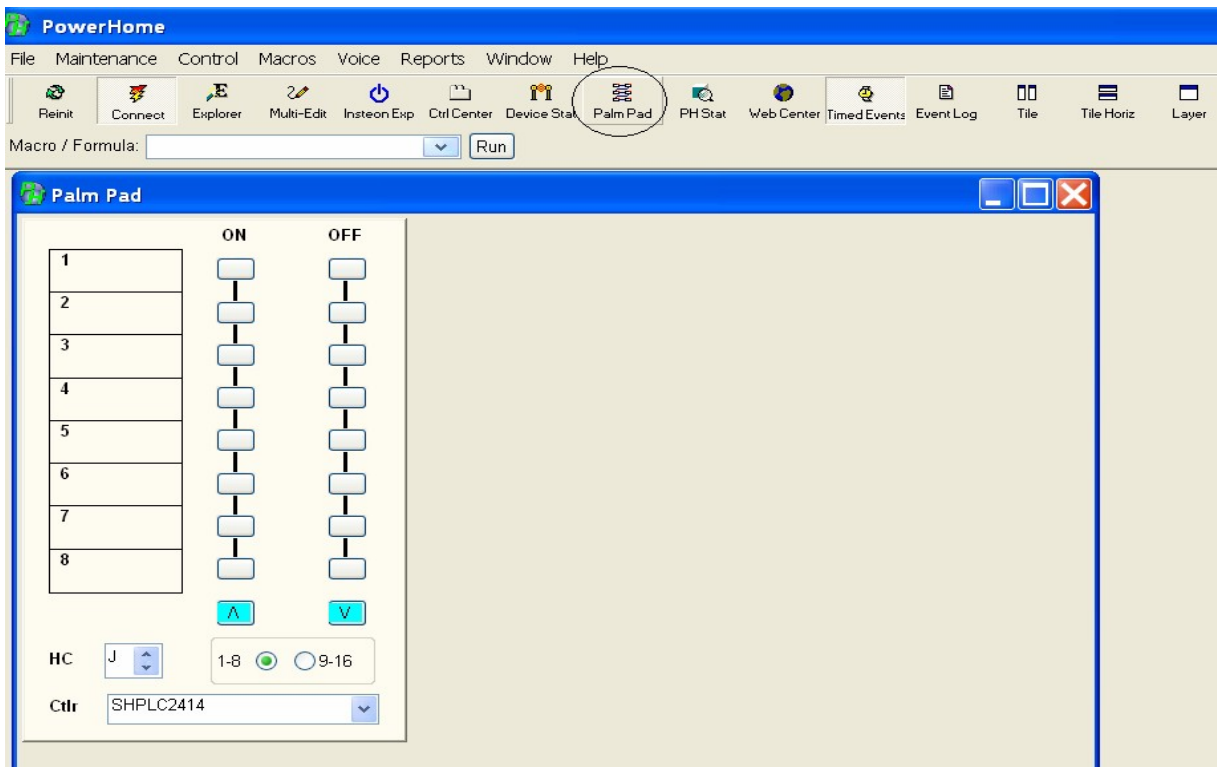 PowerHome
File Maintenance Control Macros Voice Reports Window Help
Reinit Connect Explorer Multi-Edit Insteon Exp Ctrl Center Device Stat Palm Pad PH Stat Web Center Timed Events Event Log Tile Tile Horiz Layer
Macro / Formula: Run
Palm Pad
ON OFF
1
2
3
4
5
6
7
8
Λ V
HC J 1-8 9-16
Ctlr SHPLC2414